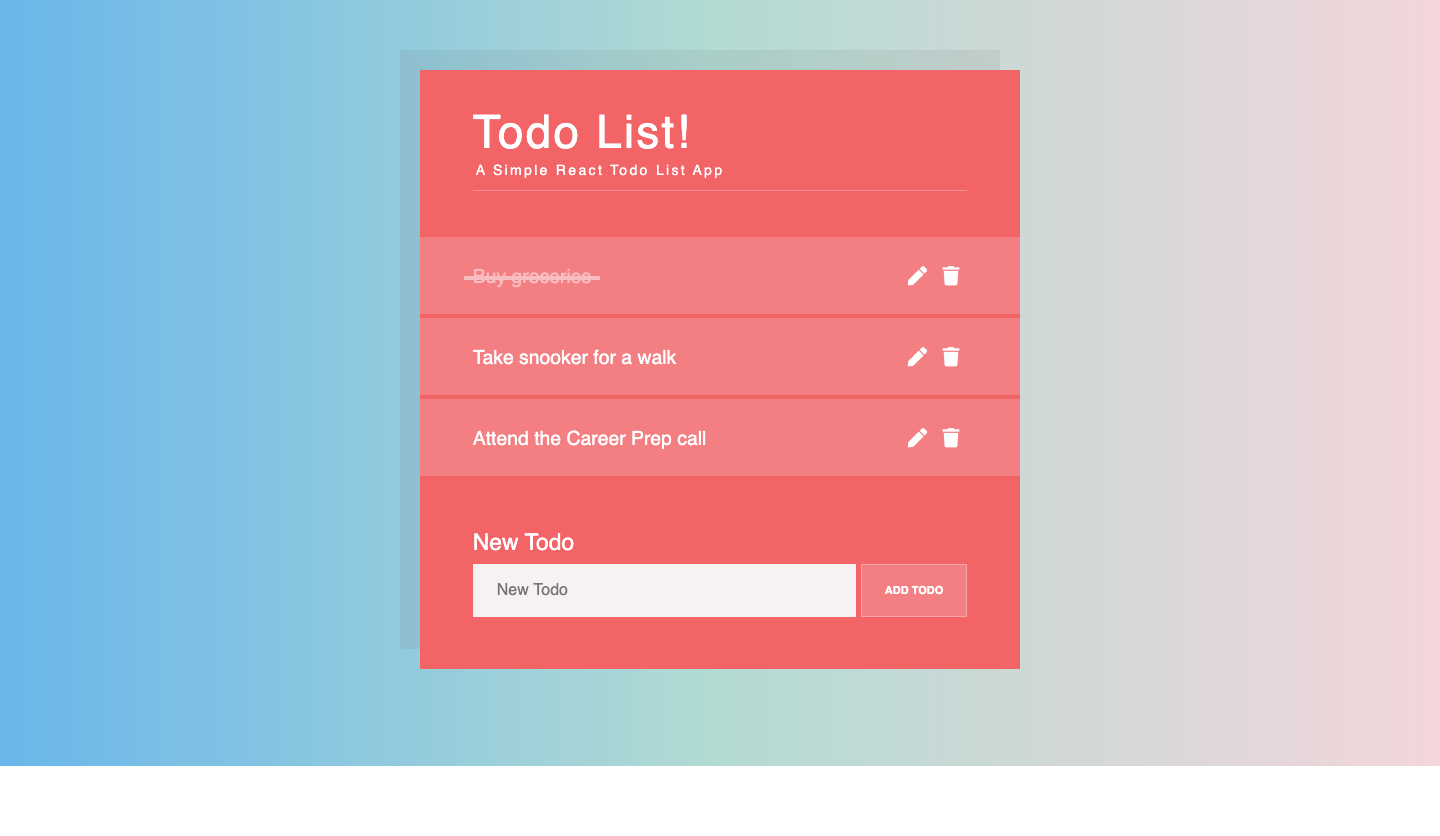 Todo List!
A Simple React Todo List App
Buy groceries
Take snooker for a walk
Attend the Career Prep call
New Todo
New Todo
ADD TODO